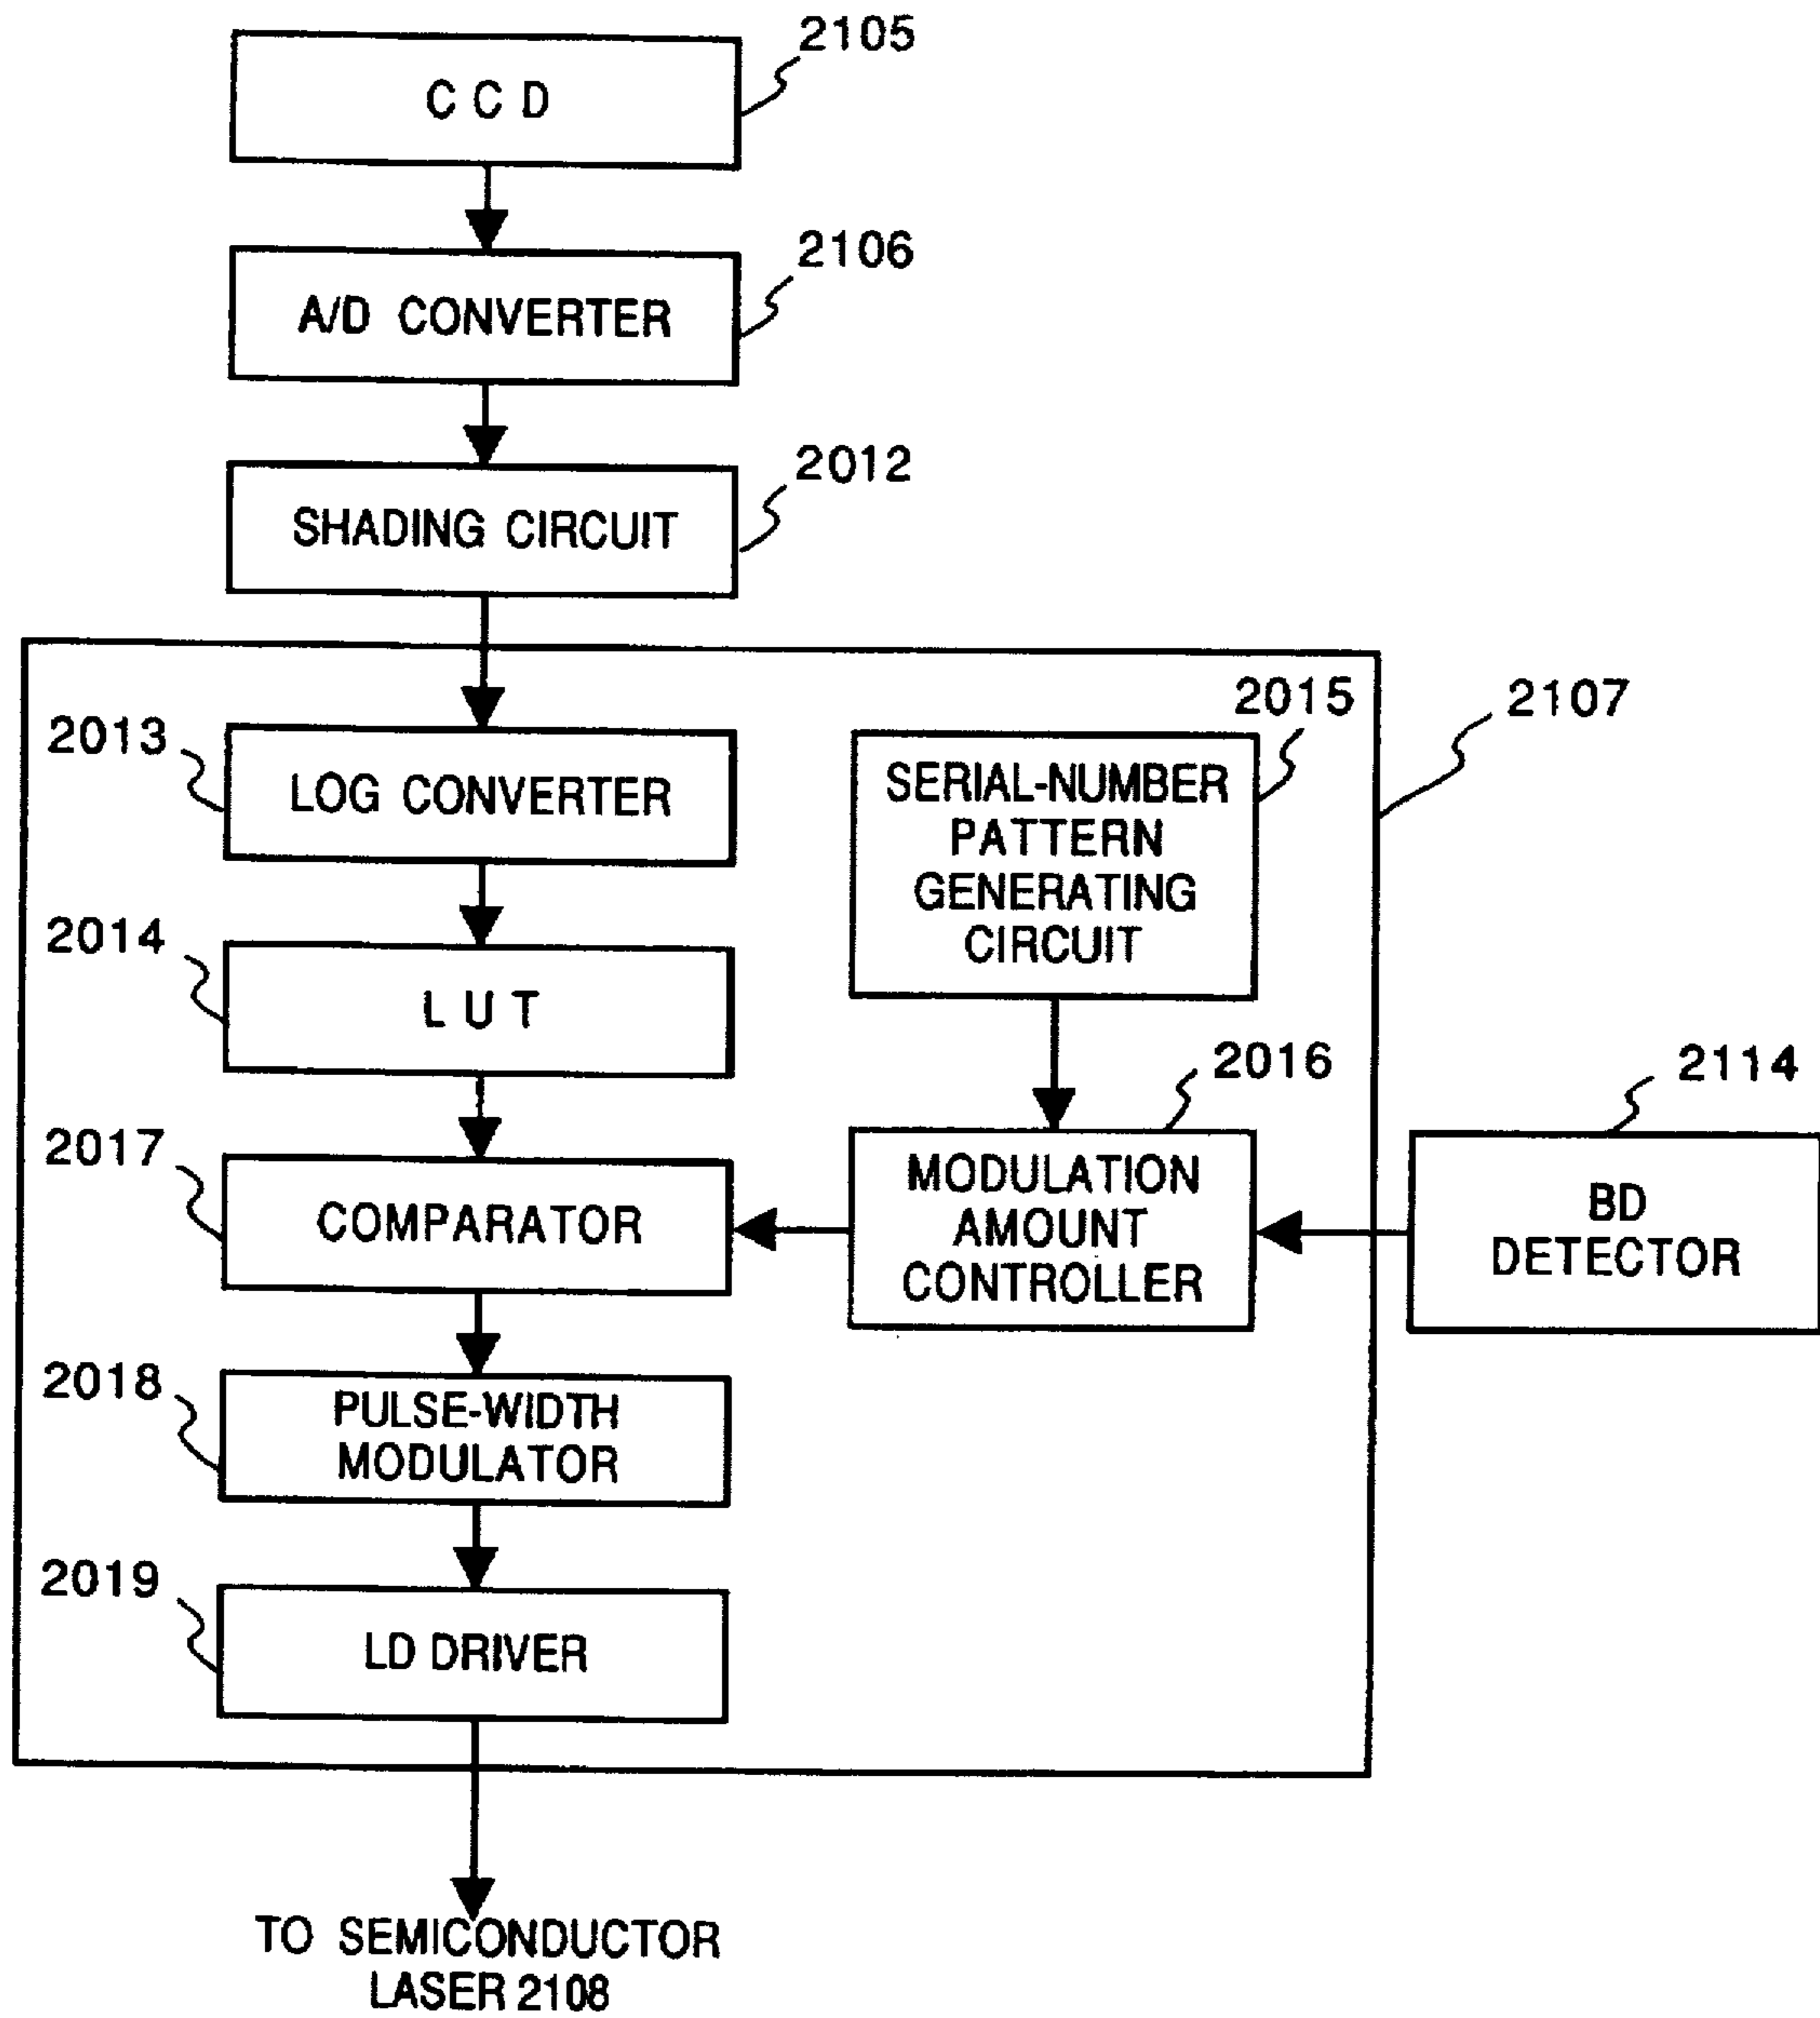 2105
C C D
2106
A/D CONVERTER
2012
SHADING CIRCUIT
2013
LOG CONVERTER
2015
SERIAL-NUMBER
PATTERN
GENERATING
CIRCUIT
2107
2014
L U T
2016
2114
2017
COMPARATOR
MODULATION
AMOUNT
CONTROLLER
BD
DETECTOR
2018
PULSE-WIDTH
MODULATOR
2019
LD DRIVER
TO SEMICONDUCTOR
LASER 2108